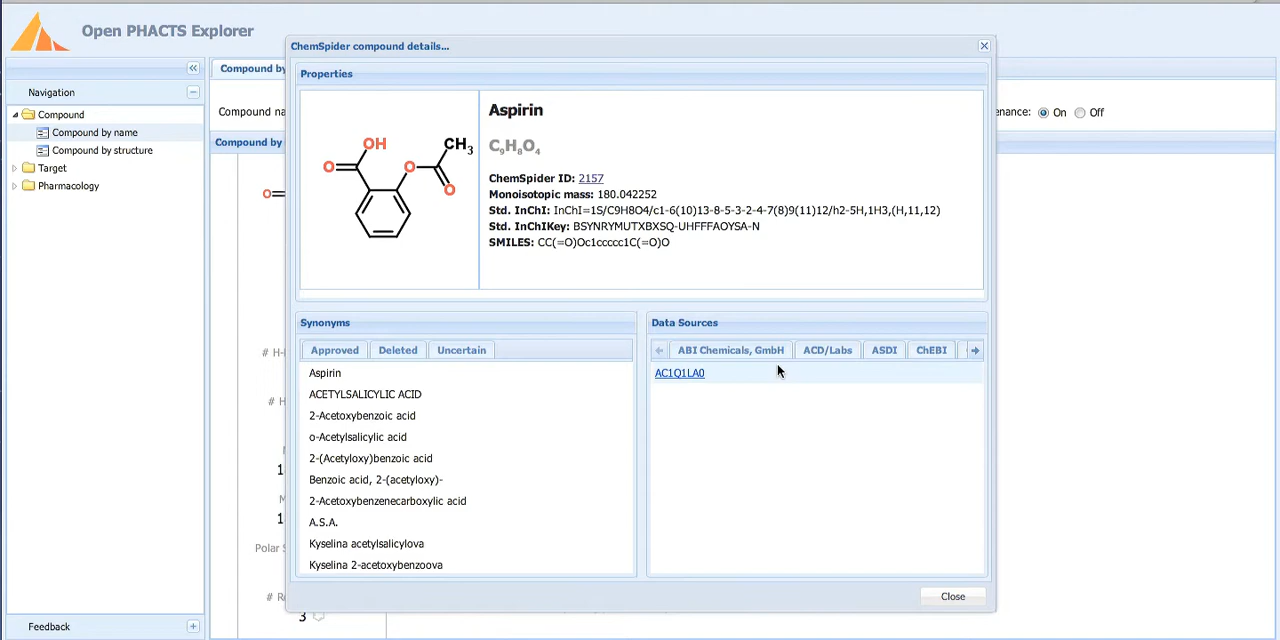 Open PHACTS Explorer
Navigation
Compound
Compound by name
Compound by structure
Target
Pharmacology
Feedback
Compound by
Compound na
enance: On Off
Compound by
O
# H-
# H
M
1
M
1
Polar
# R
3
ChemSpider compound details...
Properties
OH
O
O
CH3
O
Aspirin
C9H8O4
ChemSpider ID: 2157
Monoisotopic mass: 180.042252
Std. InChI: InChI=1S/C9H8O4/c1-6(10)13-8-5-3-2-4-7(8)9(11)12/h2-5H,1H3,(H,11,12)
Std. InChIKey: BSYNRYMUTXBXSQ-UHFFFAOYSA-N
SMILES: CC(=O)Oc1ccccc1C(=O)O
Synonyms
Approved Deleted Uncertain
Aspirin
ACETYLSALICYLIC ACID
2-Acetoxybenzoic acid
o-Acetylsalicylic acid
2-(Acetyloxy)benzoic acid
Benzoic acid, 2-(acetyloxy)-
2-Acetoxybenzenecarboxylic acid
A.S.A.
Kyselina acetylsalicylova
Kyselina 2-acetoxybenzoova
Data Sources
ABI Chemicals, GmbH ACD/Labs ASDI ChEBI
AC1Q1LA0
Close